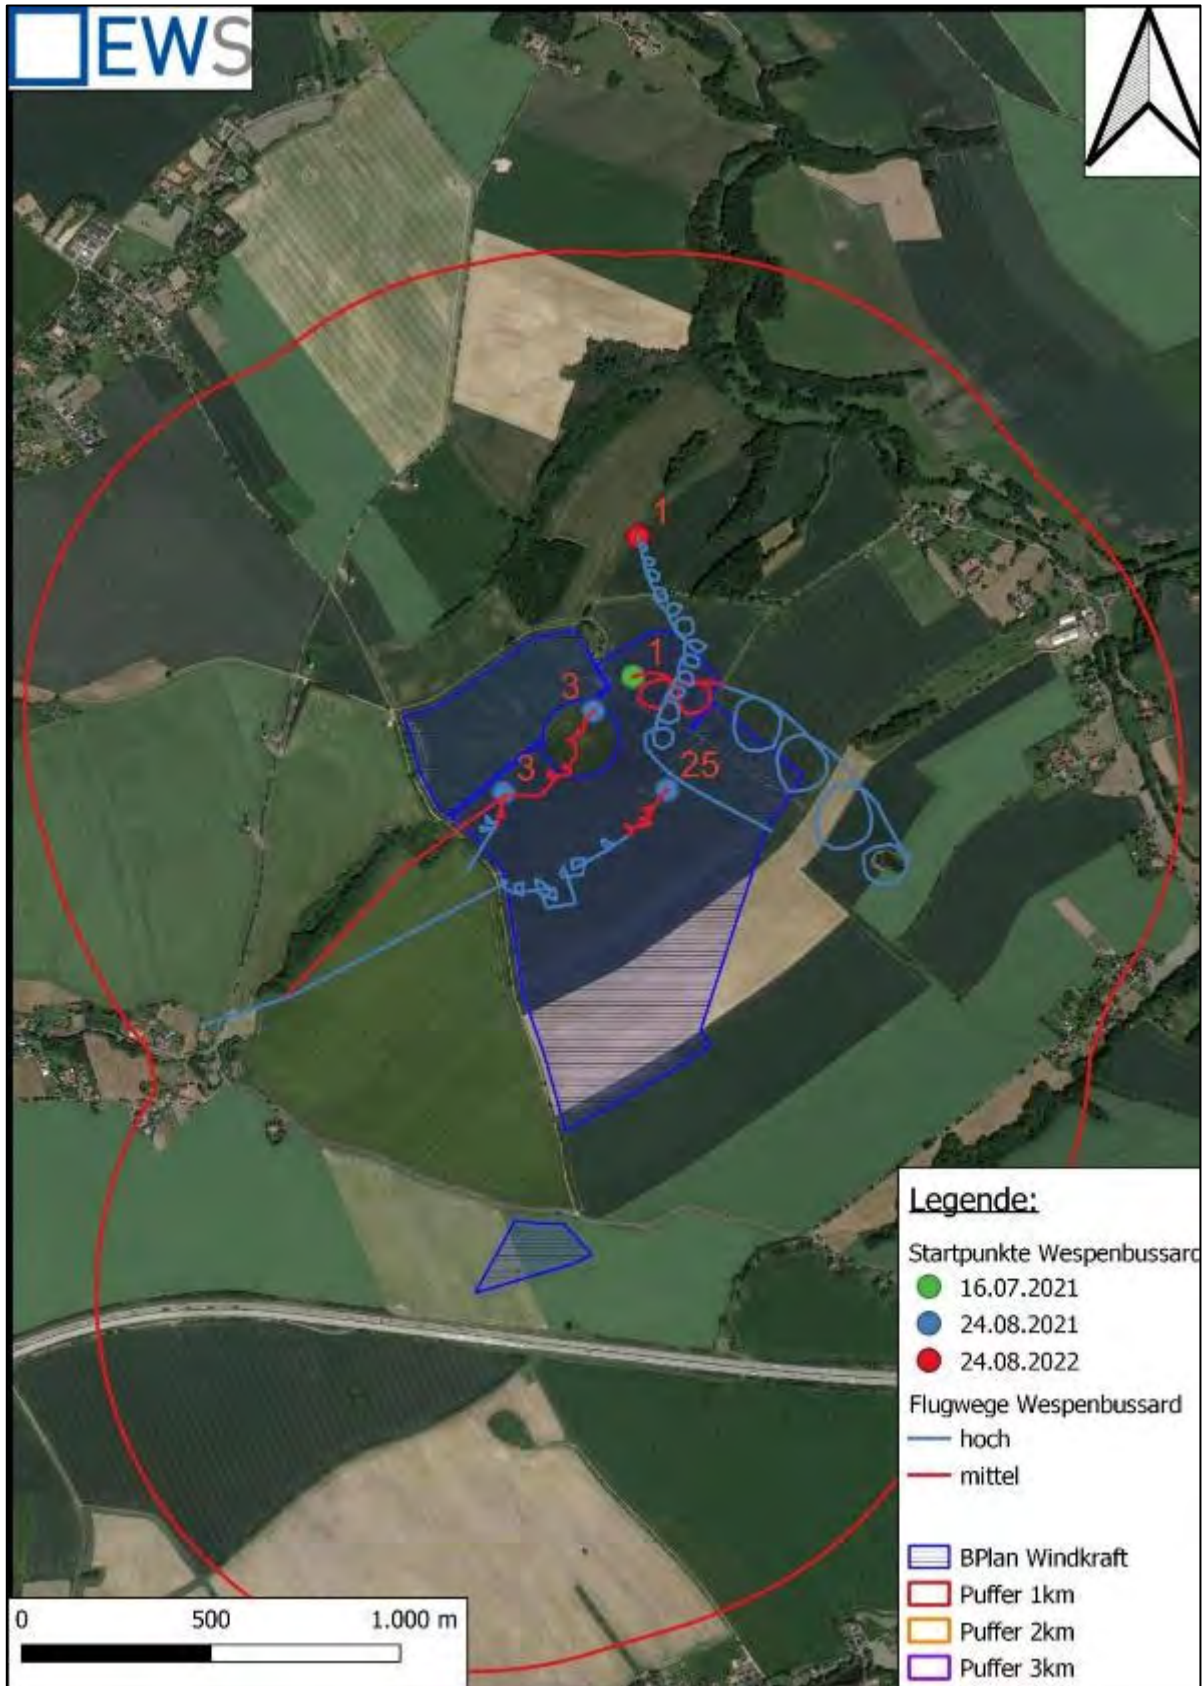 EWS
1
1
3
3
25
Legende:
Startpunkte Wespenbussard
16.07.2021
24.08.2021
24.08.2022
Flugwege Wespenbussard
hoch
mittel
BPlan Windkraft
Puffer 1km
Puffer 2km
Puffer 3km
0 500 1.000 m